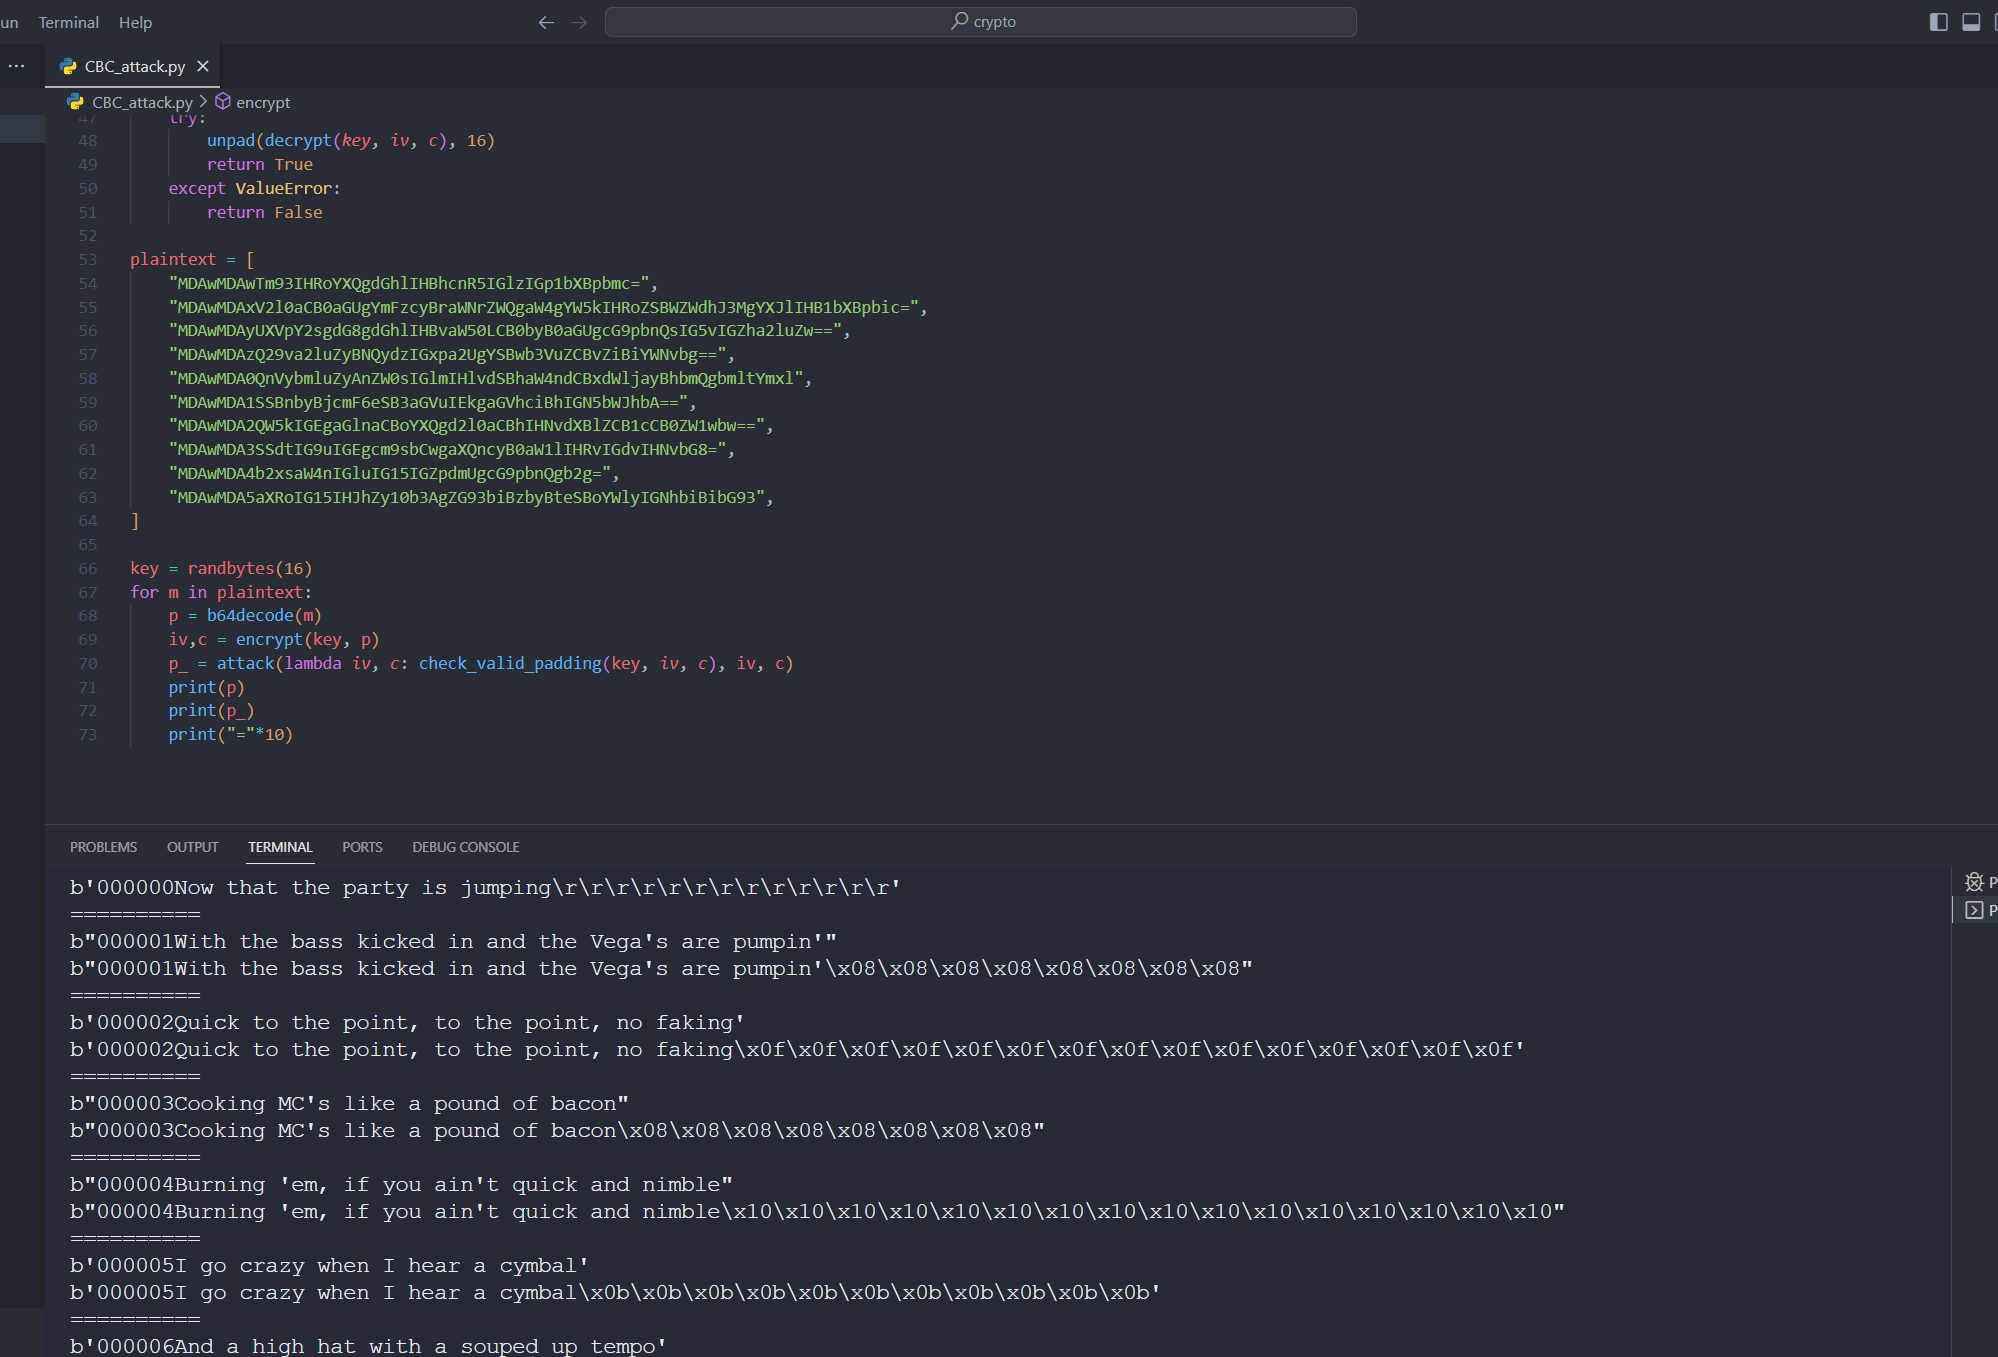 un Terminal Help crypto
CBC_attack.py
CBC_attack.py > encrypt
47 try:
48 unpad(decrypt(key, iv, c), 16)
49 return True
50 except ValueError:
51 return False
52
53 plaintext = [
54 "MDAwMDAwTm93IHRoYXQgdGhlIHBhcnR5IGlzIGp1bXBpbmc=",
55 "MDAwMDAxV2l0aCB0aGUgYmFzcyBraWNrZWQgaW4gYW5kIHRoZSBWZWdhJ3MgYXJlIHB1bXBpbic=",
56 "MDAwMDAyUXVpY2sgdG8gdGhlIHBvaW50LCB0byB0aGUgcG9pbnQsIG5vIGZha2luZw==",
57 "MDAwMDAzQ29va2luZyBNQydzIGxpa2UgYSBwb3VuZCBvZiBiYWNvbg==",
58 "MDAwMDA0QnVybmluZyAnZW0sIGlmIHlvdSBhaW4ndCBxdWljayBhbmQgbmltYmxl",
59 "MDAwMDA1SSBnbyBjcmF6eSB3aGVuIEkgaGVhciBhIGN5bWJhbA==",
60 "MDAwMDA2QW5kIGEgaGlnaCBoYXQgd2l0aCBhIHNvdXBlZCB1cCB0ZW1wbw==",
61 "MDAwMDA3SSdtIG9uIGEgcm9sbCwgaXQncyB0aW1lIHRvIGdvIHNvbG8=",
62 "MDAwMDA4b2xsaW4nIGluIG15IGZpdmUgcG9pbnQgb2g=",
63 "MDAwMDA5aXRoIG15IHJhZy10b3AgZG93biBzbyBteSBoYWlyIGNhbiBibG93",
64 ]
65
66 key = randbytes(16)
67 for m in plaintext:
68 p = b64decode(m)
69 iv,c = encrypt(key, p)
70 p_ = attack(lambda iv, c: check_valid_padding(key, iv, c), iv, c)
71 print(p)
72 print(p_)
73 print("="*10)
PROBLEMS OUTPUT TERMINAL PORTS DEBUG CONSOLE
b'000000Now that the party is jumping\r\r\r\r\r\r\r\r\r\r\r\r\r'
==========
b"000001With the bass kicked in and the Vega's are pumpin'"
b"000001With the bass kicked in and the Vega's are pumpin'\x08\x08\x08\x08\x08\x08\x08\x08"
==========
b'000002Quick to the point, to the point, no faking'
b'000002Quick to the point, to the point, no faking\x0f\x0f\x0f\x0f\x0f\x0f\x0f\x0f\x0f\x0f\x0f\x0f\x0f\x0f\x0f'
==========
b"000003Cooking MC's like a pound of bacon"
b"000003Cooking MC's like a pound of bacon\x08\x08\x08\x08\x08\x08\x08\x08"
==========
b"000004Burning 'em, if you ain't quick and nimble"
b"000004Burning 'em, if you ain't quick and nimble\x10\x10\x10\x10\x10\x10\x10\x10\x10\x10\x10\x10\x10\x10\x10\x10"
==========
b'000005I go crazy when I hear a cymbal'
b'000005I go crazy when I hear a cymbal\x0b\x0b\x0b\x0b\x0b\x0b\x0b\x0b\x0b\x0b\x0b'
==========
b'000006And a high hat with a souped up tempo'
P
P